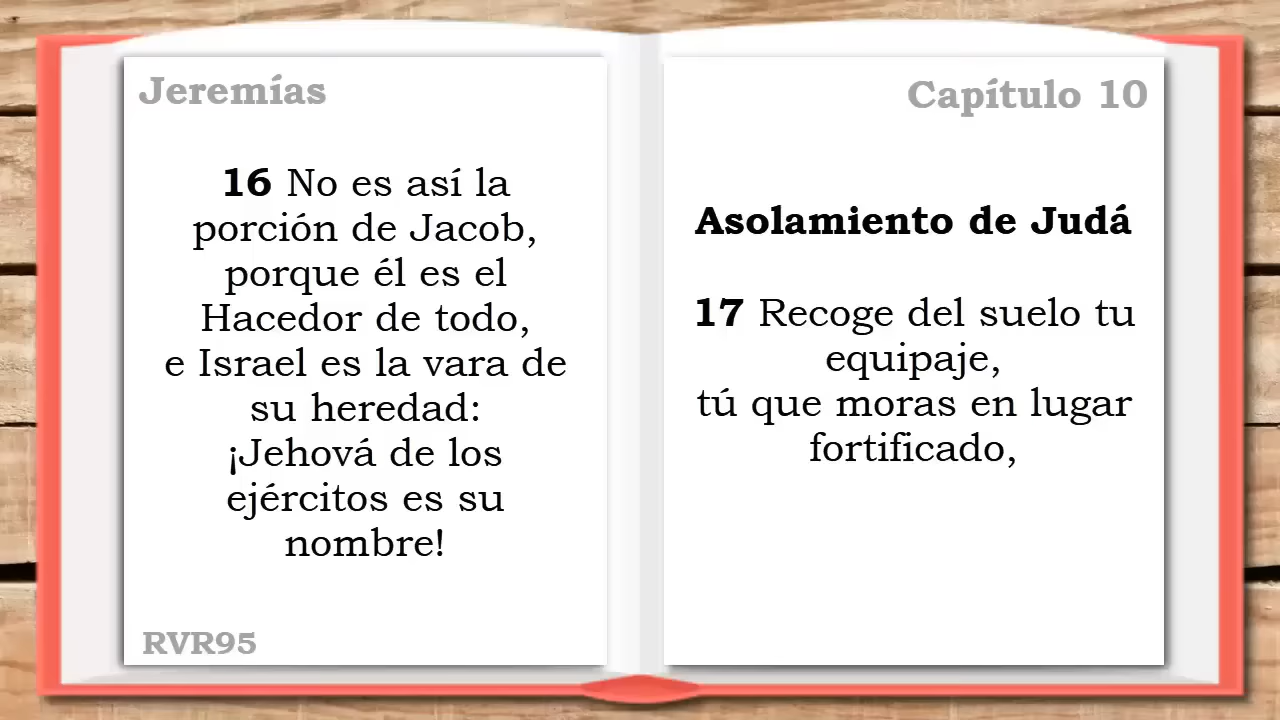 Jeremías
16 No es así la
porción de Jacob,
porque él es el
Hacedor de todo,
e Israel es la vara de
su heredad:
¡Jehová de los
ejércitos es su
nombre!
RVR95
Capítulo 10
Asolamiento de Judá
17 Recoge del suelo tu
equipaje,
tú que moras en lugar
fortificado,